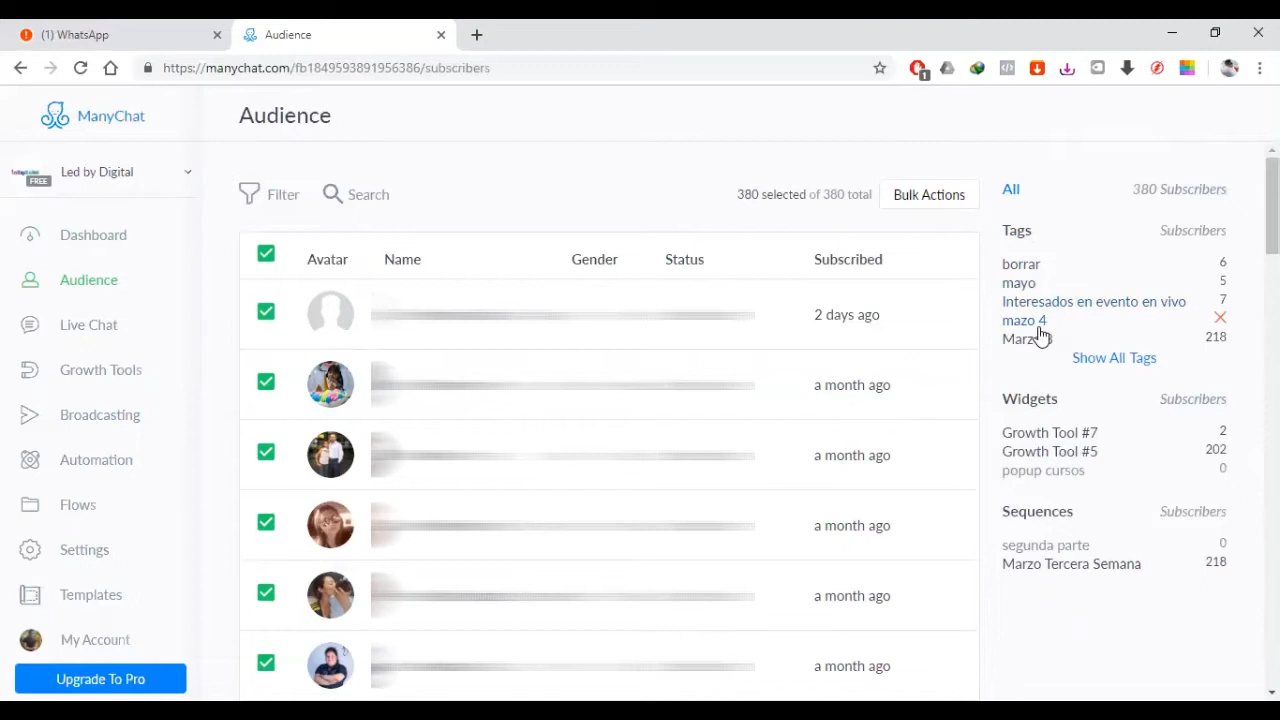 (1) WhatsApp
Audience
https://manychat.com/fb1849593891956386/subscribers
1
ManyChat
Audience
FREE
Led by Digital
Filter
Search
380 selected of 380 total
Bulk Actions
All
380 Subscribers
Dashboard
Audience
Live Chat
Growth Tools
Broadcasting
Automation
Flows
Settings
Templates
My Account
Upgrade To Pro
Avatar
Name
Gender
Status
Subscribed
2 days ago
a month ago
a month ago
a month ago
a month ago
a month ago
Tags
Subscribers
borrar
6
mayo
5
Interesados en evento en vivo
7
mazo 4
218
Show All Tags
Widgets
Subscribers
Growth Tool #7
2
Growth Tool #5
202
popup cursos
0
Sequences
Subscribers
segunda parte
0
Marzo Tercera Semana
218